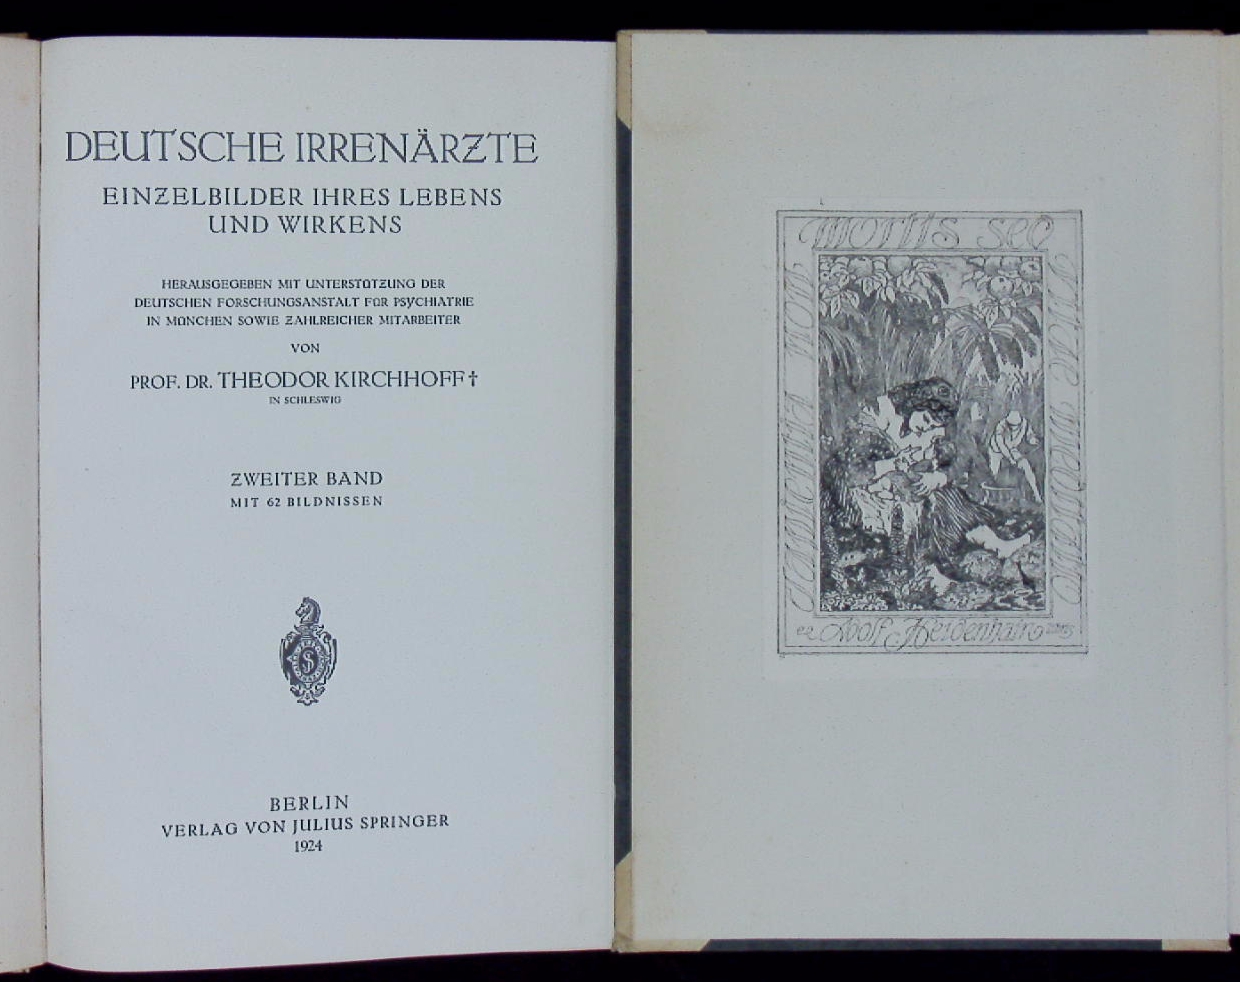 DEUTSCHE IRRENÄRZTE
EINZELBILDER IHRES LEBENS
UND WIRKENS
HERAUSGEGEBEN MIT UNTERSTÜTZUNG DER
DEUTSCHEN FORSCHUNGSANSTALT FÜR PSYCHIATRIE
IN MÜNCHEN SOWIE ZAHLREICHER MITARBEITER
VON
PROF. DR. THEODOR KIRCHHOFF †
IN SCHLESWIG
ZWEITER BAND
MIT 62 BILDNISSEN
BERLIN
VERLAG VON JULIUS SPRINGER
1924
mortis sed
Adolf Heidenhain